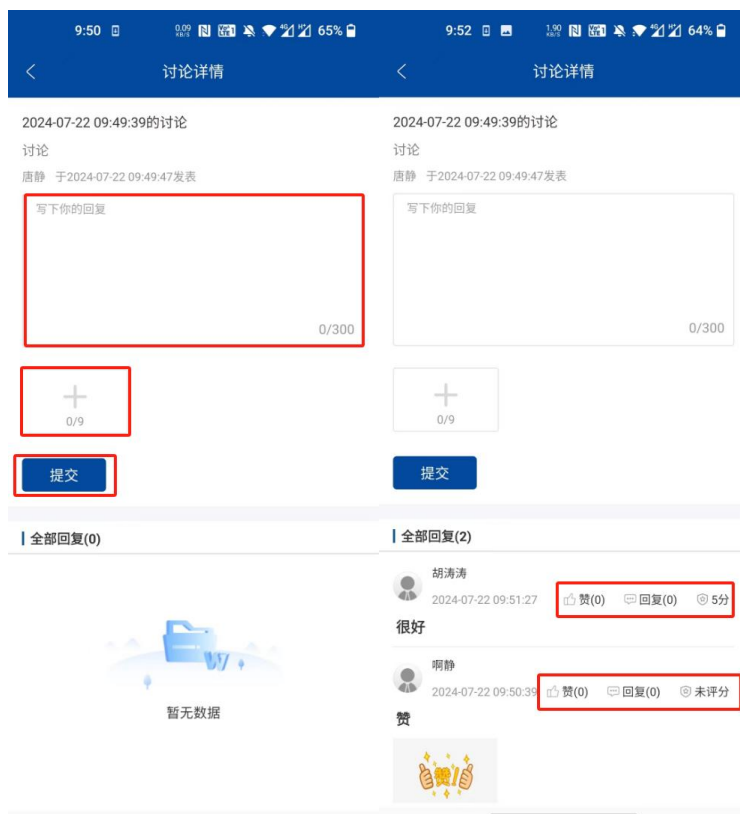 9:50 0.09 KB/S 65%
讨论详情
2024-07-22 09:49:39的讨论
讨论
唐静 于2024-07-22 09:49:47发表
写下你的回复
0/300
0/9
提交
全部回复(0)
暂无数据
9:52 1.90 KB/S 64%
讨论详情
2024-07-22 09:49:39的讨论
讨论
唐静 于2024-07-22 09:49:47发表
写下你的回复
0/300
0/9
提交
全部回复(2)
胡涛涛
2024-07-22 09:51:27 赞(0) 回复(0) 5分
很好
啊静
2024-07-22 09:50:39 赞(0) 回复(0) 未评分
赞
赞!